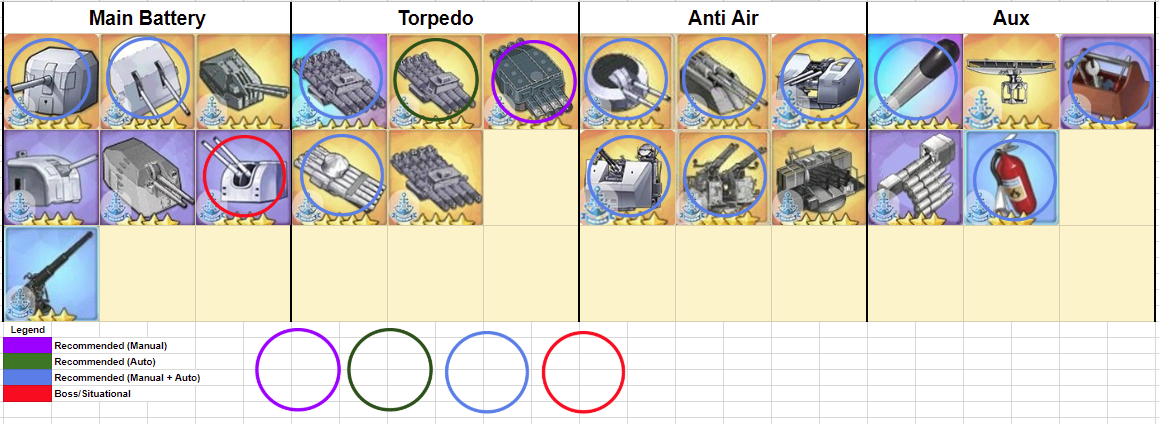 Main Battery
Torpedo
Anti Air
Aux
Legend
Recommended (Manual)
Recommended (Auto)
Recommended (Manual + Auto)
Boss/Situational